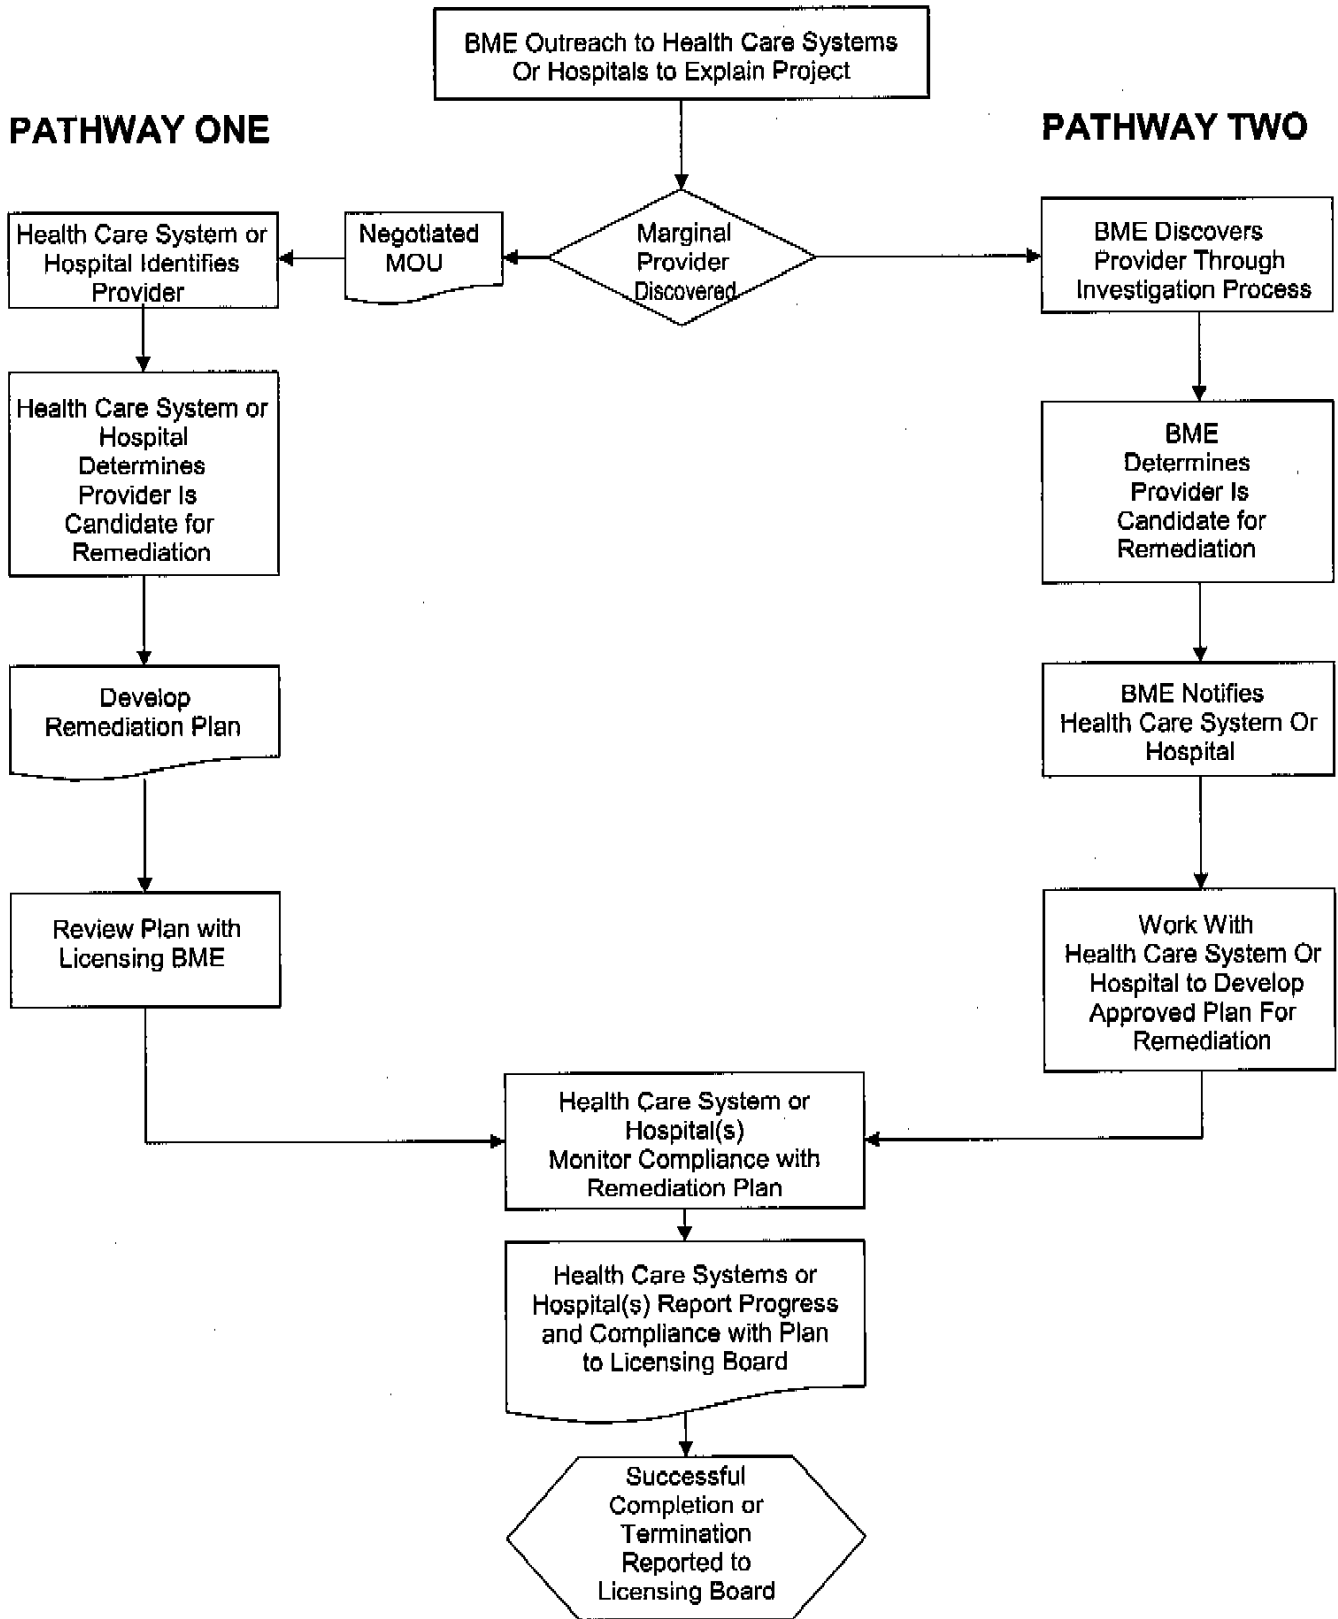 BME Outreach to Health Care Systems
Or Hospitals to Explain Project
PATHWAY ONE
PATHWAY TWO
Marginal
Provider
Discovered
Negotiated
MOU
Health Care System or
Hospital Identifies
Provider
Health Care System or
Hospital
Determines
Provider Is
Candidate for
Remediation
Develop
Remediation Plan
Review Plan with
Licensing BME
BME Discovers
Provider Through
Investigation Process
BME
Determines
Provider Is
Candidate for
Remediation
BME Notifies
Health Care System Or
Hospital
Work With
Health Care System Or
Hospital to Develop
Approved Plan For
Remediation
Health Care System or
Hospital(s)
Monitor Compliance with
Remediation Plan
Health Care Systems or
Hospital(s) Report Progress
and Compliance with Plan
to Licensing Board
Successful
Completion or
Termination
Reported to
Licensing Board